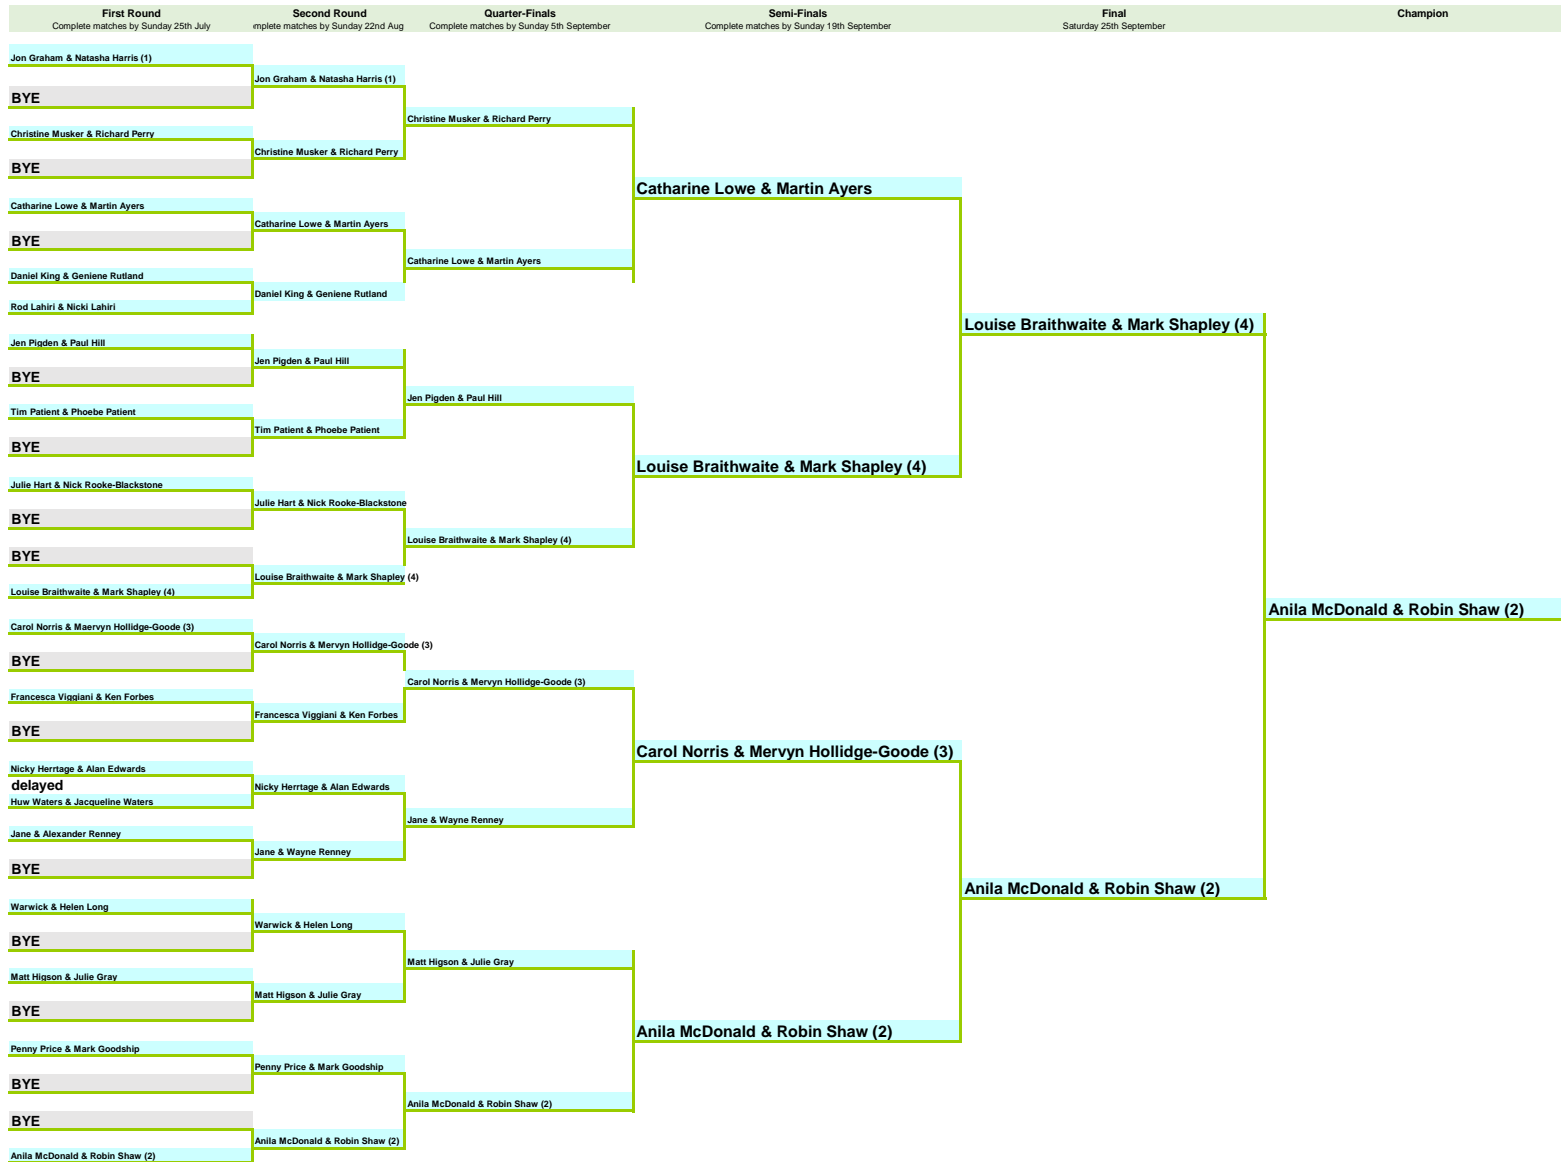 First Round
Complete matches by Sunday 25th July
Second Round
mplete matches by Sunday 22nd Aug
Quarter-Finals
Complete matches by Sunday 5th September
Semi-Finals
Complete matches by Sunday 19th September
Final
Saturday 25th September
Champion
Jon Graham & Natasha Harris (1)
BYE
Christine Musker & Richard Perry
BYE
Catharine Lowe & Martin Ayers
BYE
Daniel King & Geniene Rutland
Rod Lahiri & Nicki Lahiri
Jen Pigden & Paul Hill
BYE
Tim Patient & Phoebe Patient
BYE
Julie Hart & Nick Rooke-Blackstone
BYE
BYE
Louise Braithwaite & Mark Shapley (4)
Carol Norris & Maervyn Hollidge-Goode (3)
BYE
Francesca Viggiani & Ken Forbes
BYE
Nicky Herrtage & Alan Edwards
delayed
Huw Waters & Jacqueline Waters
Jane & Alexander Renney
BYE
Warwick & Helen Long
BYE
Matt Higson & Julie Gray
BYE
Penny Price & Mark Goodship
BYE
BYE
Anila McDonald & Robin Shaw (2)
Jon Graham & Natasha Harris (1)
Christine Musker & Richard Perry
Catharine Lowe & Martin Ayers
Daniel King & Geniene Rutland
Jen Pigden & Paul Hill
Tim Patient & Phoebe Patient
Julie Hart & Nick Rooke-Blackstone
Louise Braithwaite & Mark Shapley (4)
Carol Norris & Mervyn Hollidge-Goode (3)
Francesca Viggiani & Ken Forbes
Nicky Herrtage & Alan Edwards
Jane & Wayne Renney
Warwick & Helen Long
Matt Higson & Julie Gray
Penny Price & Mark Goodship
Anila McDonald & Robin Shaw (2)
Christine Musker & Richard Perry
Catharine Lowe & Martin Ayers
Jen Pigden & Paul Hill
Louise Braithwaite & Mark Shapley (4)
Carol Norris & Mervyn Hollidge-Goode (3)
Jane & Wayne Renney
Matt Higson & Julie Gray
Anila McDonald & Robin Shaw (2)
Catharine Lowe & Martin Ayers
Louise Braithwaite & Mark Shapley (4)
Carol Norris & Mervyn Hollidge-Goode (3)
Anila McDonald & Robin Shaw (2)
Louise Braithwaite & Mark Shapley (4)
Anila McDonald & Robin Shaw (2)
Anila McDonald & Robin Shaw (2)